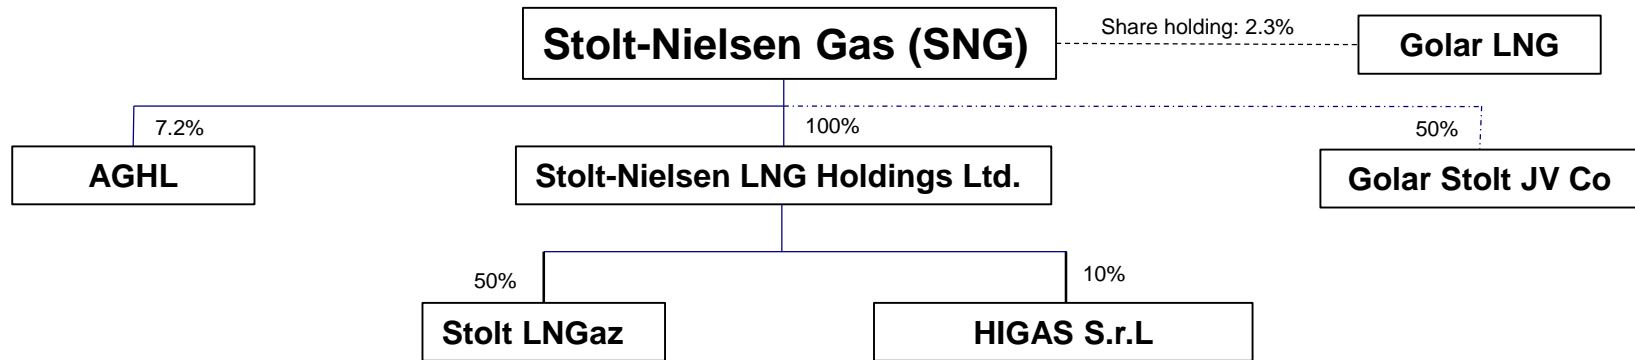 Stolt-Nielsen Gas (SNG)
Share holding: 2.3%
Golar LNG
7.2%
100%
50%
AGHL
Stolt-Nielsen LNG Holdings Ltd.
Golar Stolt JV Co
50%
10%
Stolt LNGaz
HIGAS S.r.L